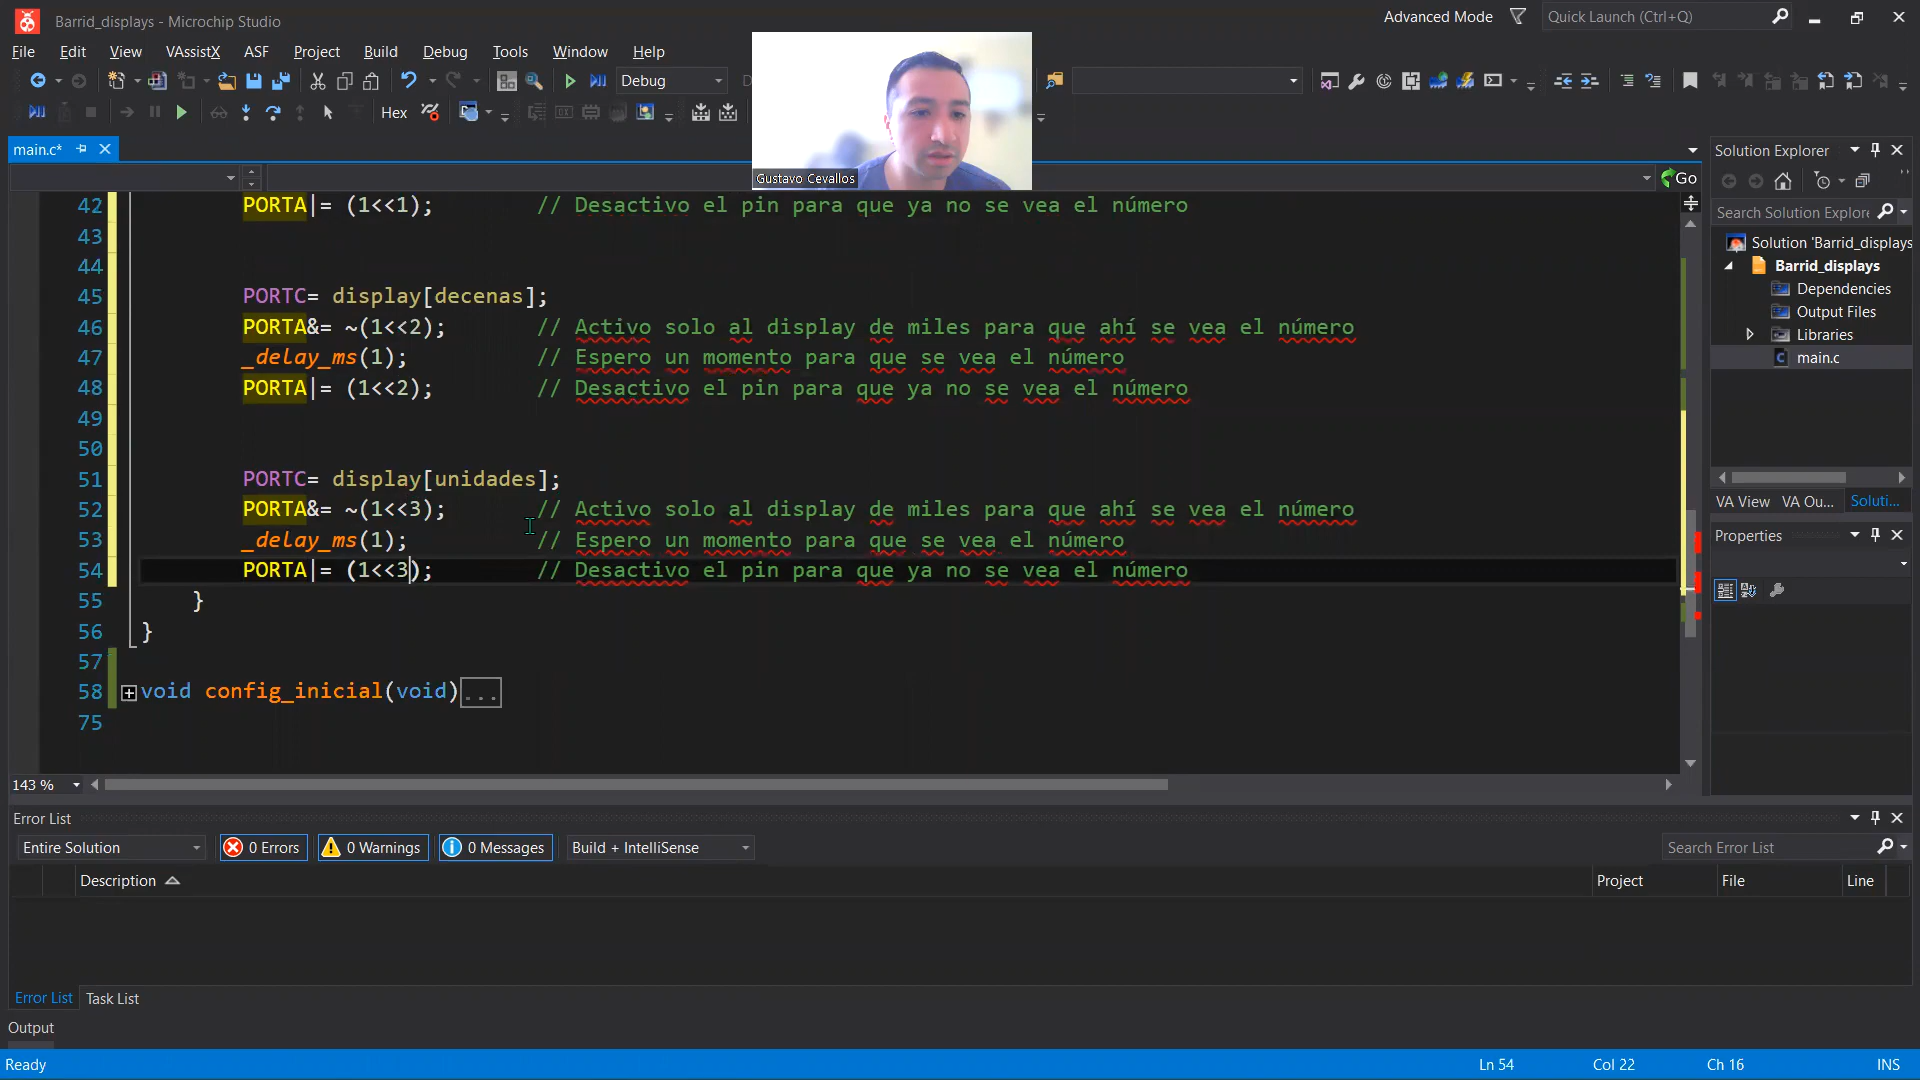 Barrid_displays - Microchip Studio
Advanced Mode
Quick Launch (Ctrl+Q)
File Edit View VAssistX ASF Project Build Debug Tools Window Help
Debug
Hex
main.c*
Gustavo Cevallos
Go
42 PORTA|= (1<<1); // Desactivo el pin para que ya no se vea el número
43
44
45 PORTC= display[decenas];
46 PORTA&= ~(1<<2); // Activo solo al display de miles para que ahí se vea el número
47 _delay_ms(1); // Espero un momento para que se vea el número
48 PORTA|= (1<<2); // Desactivo el pin para que ya no se vea el número
49
50
51 PORTC= display[unidades];
52 PORTA&= ~(1<<3); // Activo solo al display de miles para que ahí se vea el número
53 _delay_ms(1); // Espero un momento para que se vea el número
54 PORTA|= (1<<3); // Desactivo el pin para que ya no se vea el número
55 }
56 }
57
58 void config_inicial(void)...
75
143 %
Solution Explorer
Search Solution Explore
Solution 'Barrid_displays
Barrid_displays
Dependencies
Output Files
Libraries
main.c
VA View VA Ou... Soluti...
Properties
Error List
Entire Solution 0 Errors 0 Warnings 0 Messages Build + IntelliSense
Search Error List
Description Project File Line
Error List Task List
Output
Ready Ln 54 Col 22 Ch 16 INS